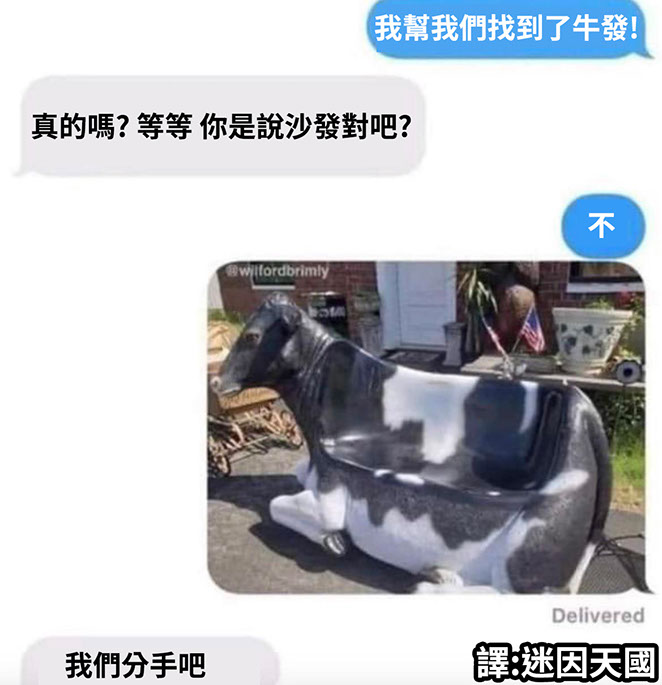 我幫我們找到了牛發!
真的嗎? 等等 你是說沙發對吧?
不
@wilfordbrimly
Delivered
我們分手吧
譯:迷因天國